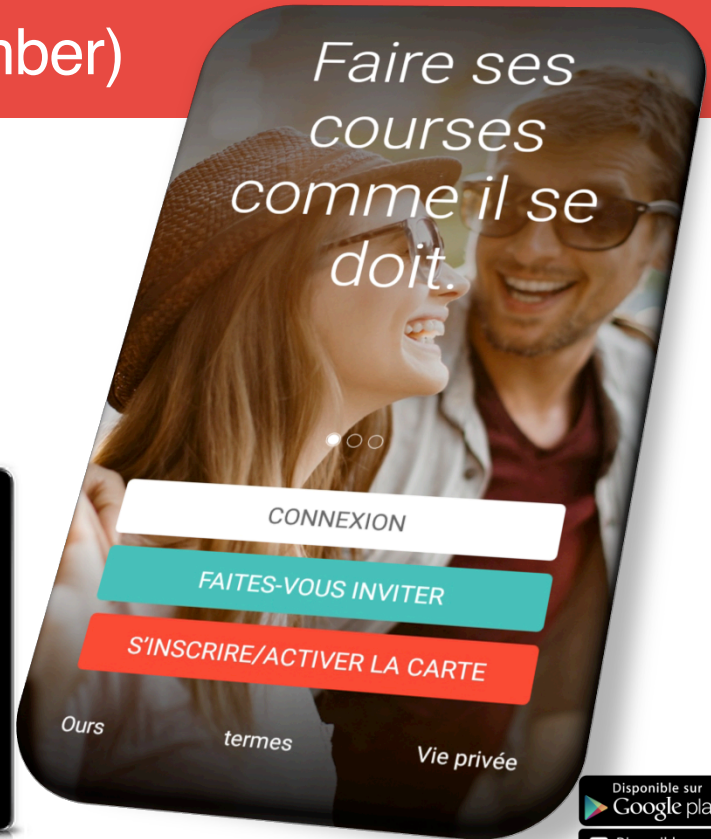 mber)
Faire ses
courses
comme il se
doit.
CONNEXION
FAITES-VOUS INVITER
S'INSCRIRE/ACTIVER LA CARTE
Ours
termes
Vie privée
Disponible sur
Google pla